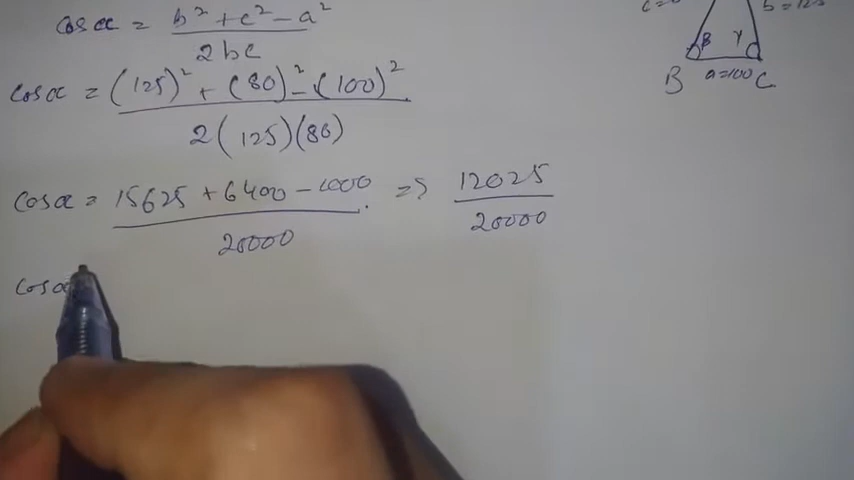 cos α = b² + c² - a²
2bc
cos α = (125)² + (80)² - (100)²
2(125)(80)
cos α = 15625 + 6400 - 10000 => 12025
20000 20000
cos α
b = 125
β γ
B a = 100 C